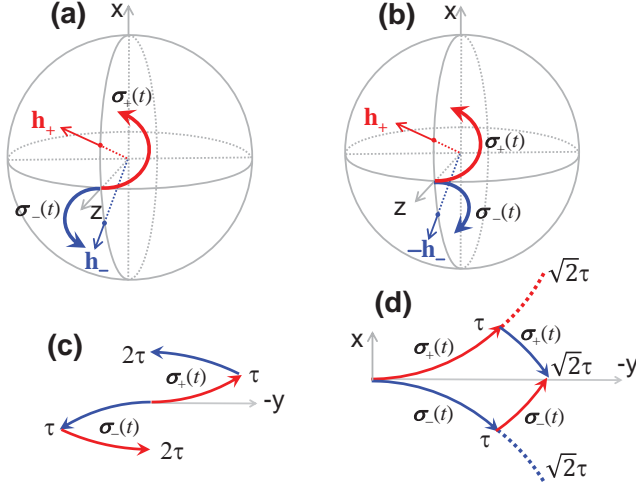 (a)
x
σ₊(t)
h₊
σ₋(t)
z
h₋
(b)
x
h₊
σ₊(t)
z
σ₋(t)
–h₋
(c)
2τ
σ₊(t)
τ
-y
τ
σ₋(t)
2τ
(d)
√2τ
x
τ
σ₊(t)
σ₊(t)
√2τ
-y
σ₋(t)
σ₋(t)
τ
√2τ